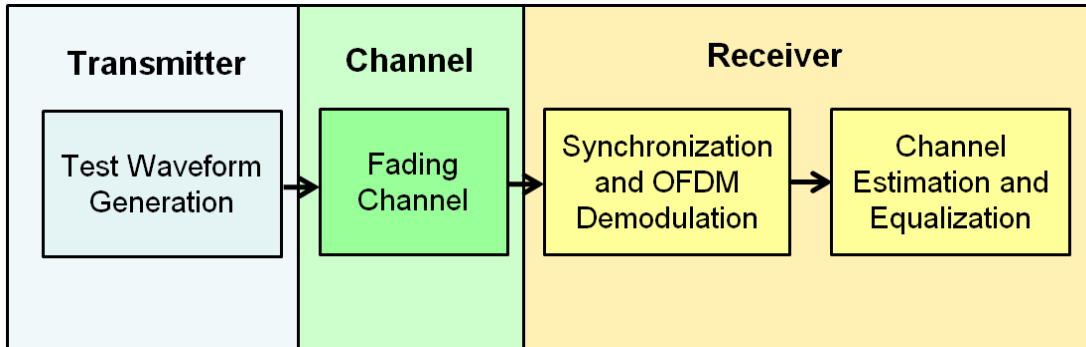 Transmitter
Channel
Receiver
Test Waveform
Generation
Fading
Channel
Synchronization
and OFDM
Demodulation
Channel
Estimation and
Equalization